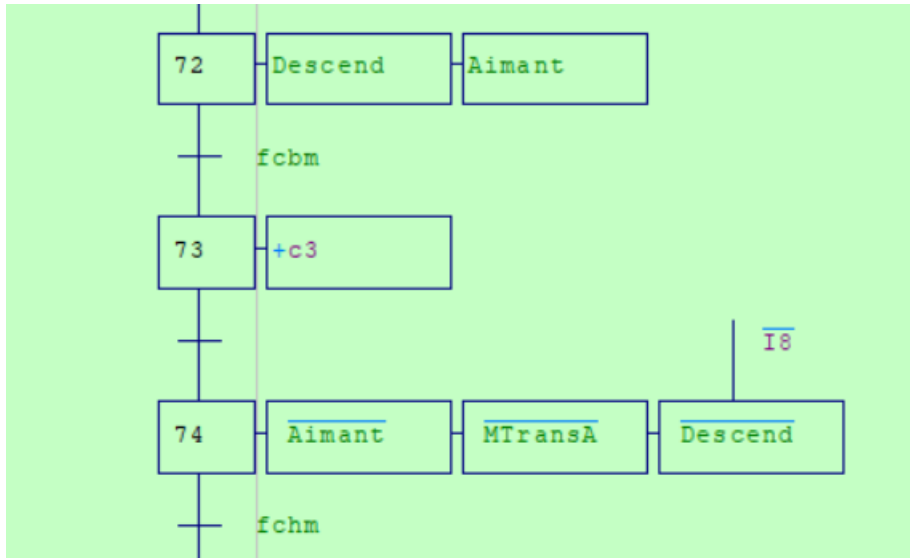 72 Descend Aimant
fcbm
73 +c3
I8
74 Aimant MTransA Descend
fchm